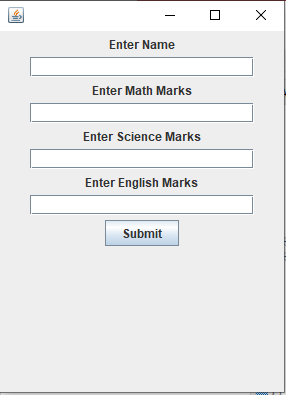 Enter Name
Enter Math Marks
Enter Science Marks
Enter English Marks
Submit